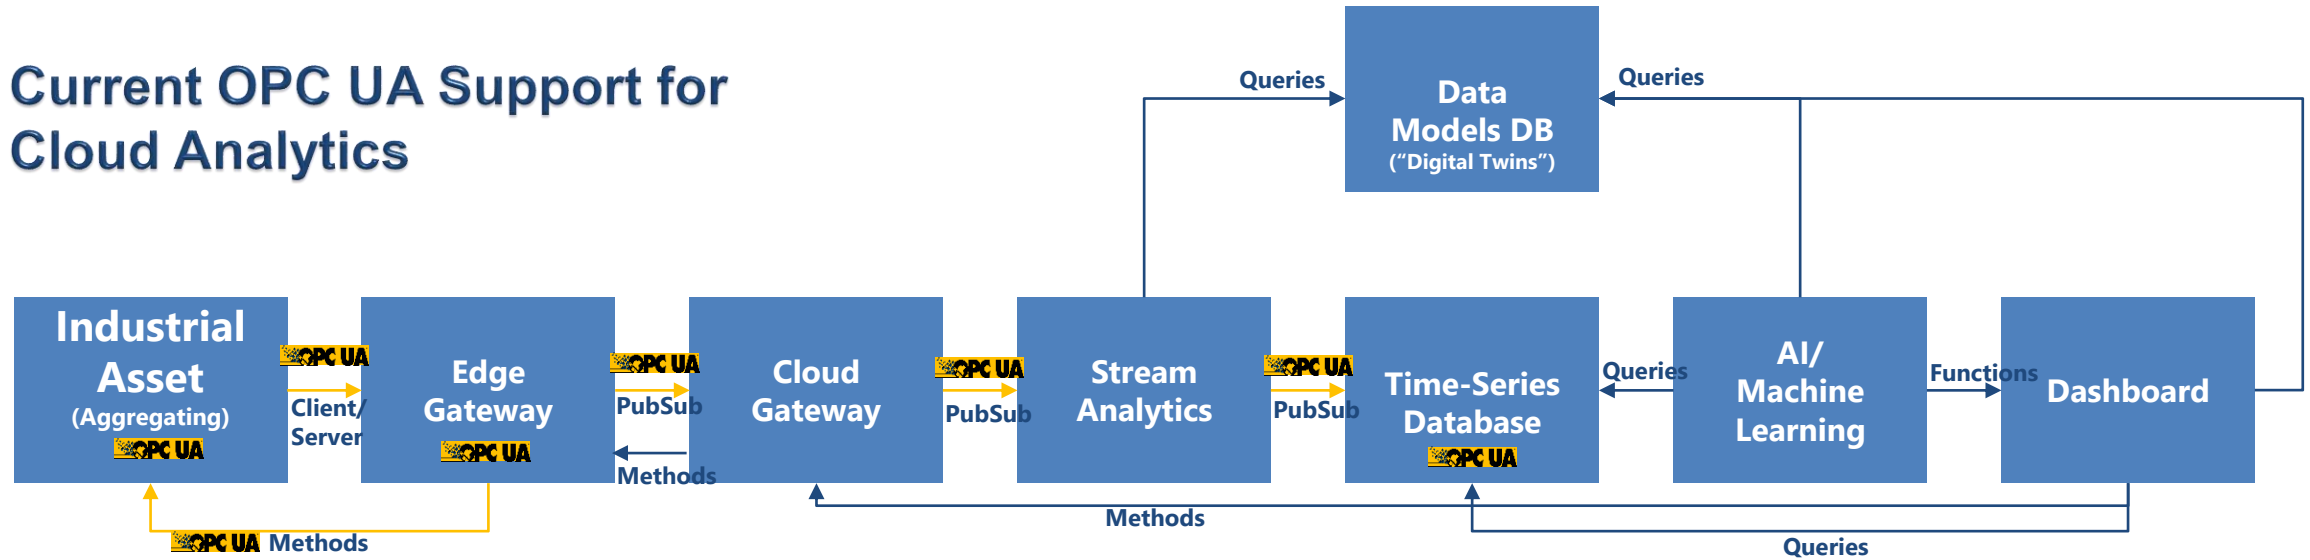 Current OPC UA Support for
Cloud Analytics
Queries
Data
Models DB
(“Digital Twins”)
Queries
Industrial
Asset
(Aggregating)
OPC UA
OPC UA
Client/
Server
Edge
Gateway
OPC UA
OPC UA
PubSub
Methods
Cloud
Gateway
OPC UA
PubSub
Stream
Analytics
OPC UA
PubSub
Time-Series
Database
OPC UA
Queries
AI/
Machine
Learning
Functions
Dashboard
OPC UA Methods
Methods
Queries